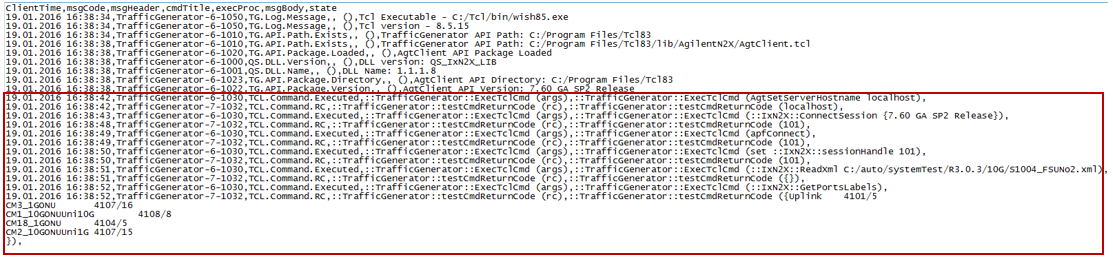 ClientTime,msgCode,msgHeader,cmdTitle,execProc,msgBody,state
19.01.2016 16:38:34,TrafficGenerator-6-1050,TG.Log.Message,, (),Tcl Executable - C:/Tcl/bin/wish85.exe
19.01.2016 16:38:34,TrafficGenerator-6-1050,TG.Log.Message,, (),Tcl version - 8.5.15
19.01.2016 16:38:38,TrafficGenerator-6-1010,TG.API.Path.Exists,, (),TrafficGenerator API Path: C:/Program Files/Tcl83
19.01.2016 16:38:38,TrafficGenerator-6-1010,TG.API.Path.Exists,, (),TrafficGenerator API Path: C:/Program Files/Tcl83/lib/AgilentN2X/AgtClient.tcl
19.01.2016 16:38:38,TrafficGenerator-6-1020,TG.API.Package.Loaded,, (),AgtClient API Package Loaded
19.01.2016 16:38:38,TrafficGenerator-6-1000,QS.DLL.Version,, (),DLL version: QS_IxN2X_LIB
19.01.2016 16:38:38,TrafficGenerator-6-1001,QS.DLL.Name,, (),DLL Name: 1.1.1.8
19.01.2016 16:38:38,TrafficGenerator-6-1023,TG.API.Package.Directory,, (),AgtClient API Directory: C:/Program Files/Tcl83
19.01.2016 16:38:38,TrafficGenerator-6-1022,TG.API.Package.Version,, (),AgtClient API Version: 7.60 GA SP2 Release
19.01.2016 16:38:42,TrafficGenerator-6-1030,TCL.Command.Executed,::TrafficGenerator::ExecTclCmd (args),::TrafficGenerator::ExecTclCmd (AgtSetServerHostname localhost),
19.01.2016 16:38:42,TrafficGenerator-7-1032,TCL.Command.RC,::TrafficGenerator::testCmdReturnCode (rc),::TrafficGenerator::testCmdReturnCode (localhost),
19.01.2016 16:38:43,TrafficGenerator-6-1030,TCL.Command.Executed,::TrafficGenerator::ExecTclCmd (args),::TrafficGenerator::ExecTclCmd (::IxN2X::ConnectSession {7.60 GA SP2 Release}),
19.01.2016 16:38:48,TrafficGenerator-7-1032,TCL.Command.RC,::TrafficGenerator::testCmdReturnCode (rc),::TrafficGenerator::testCmdReturnCode (101),
19.01.2016 16:38:49,TrafficGenerator-6-1030,TCL.Command.Executed,::TrafficGenerator::ExecTclCmd (args),::TrafficGenerator::ExecTclCmd (apfConnect),
19.01.2016 16:38:49,TrafficGenerator-7-1032,TCL.Command.RC,::TrafficGenerator::testCmdReturnCode (rc),::TrafficGenerator::testCmdReturnCode (101),
19.01.2016 16:38:50,TrafficGenerator-6-1030,TCL.Command.Executed,::TrafficGenerator::ExecTclCmd (args),::TrafficGenerator::ExecTclCmd (set ::IxN2X::sessionHandle 101),
19.01.2016 16:38:50,TrafficGenerator-7-1032,TCL.Command.RC,::TrafficGenerator::testCmdReturnCode (rc),::TrafficGenerator::testCmdReturnCode (101),
19.01.2016 16:38:51,TrafficGenerator-6-1030,TCL.Command.Executed,::TrafficGenerator::ExecTclCmd (args),::TrafficGenerator::ExecTclCmd (::IxN2X::ReadXml C:/auto/systemTest/R3.0.3/10G/S1004_FSUNo2.xml),
19.01.2016 16:38:51,TrafficGenerator-7-1032,TCL.Command.RC,::TrafficGenerator::testCmdReturnCode (rc),::TrafficGenerator::testCmdReturnCode ({}),
19.01.2016 16:38:52,TrafficGenerator-6-1030,TCL.Command.Executed,::TrafficGenerator::ExecTclCmd (args),::TrafficGenerator::ExecTclCmd (::IxN2X::GetPortsLabels),
19.01.2016 16:38:52,TrafficGenerator-7-1032,TCL.Command.RC,::TrafficGenerator::testCmdReturnCode (rc),::TrafficGenerator::testCmdReturnCode ({Uplink 4101/5
CM3_1GONU 4107/16
CM1_10GONUUni10G 4108/8
CM18_1GONU 4104/5
CM2_10GONUUni1G 4107/15
}),